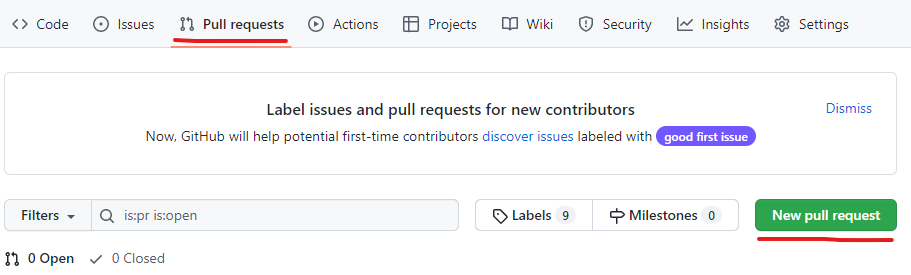 Code Issues Pull requests Actions Projects Wiki Security Insights Settings
Label issues and pull requests for new contributors Dismiss
Now, GitHub will help potential first-time contributors discover issues labeled with good first issue
Filters is:pr is:open Labels 9 Milestones 0 New pull request
0 Open 0 Closed